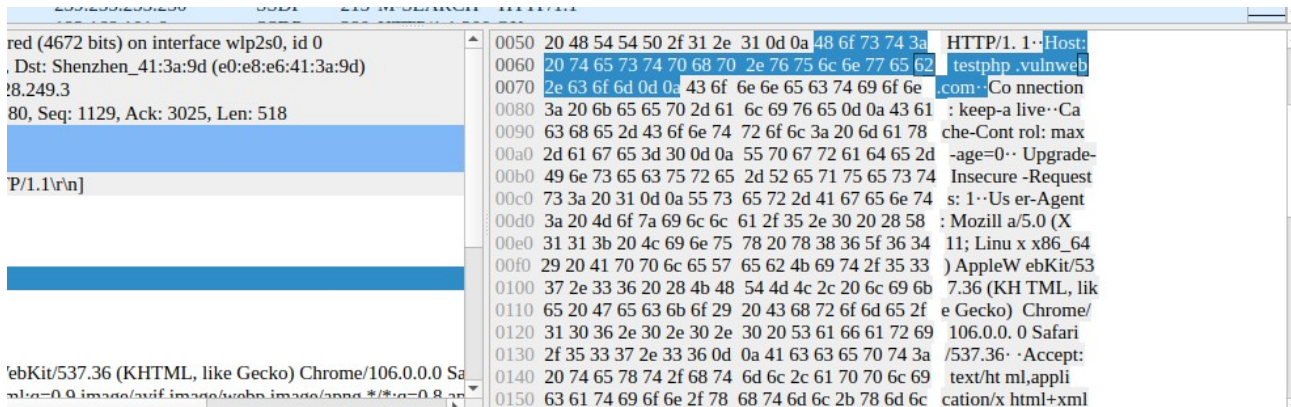 red (4672 bits) on interface wlp2s0, id 0
, Dst: Shenzhen_41:3a:9d (e0:e8:e6:41:3a:9d)
28.249.3
80, Seq: 1129, Ack: 3025, Len: 518
P/1.1\r\n]
ebKit/537.36 (KHTML, like Gecko) Chrome/106.0.0.0 Sa
0050 20 48 54 54 50 2f 31 2e 31 0d 0a 48 6f 73 74 3a HTTP/1. 1··Host:
0060 20 74 65 73 74 70 68 70 2e 76 75 6c 6e 77 65 62 testphp .vulnweb
0070 2e 63 6f 6d 0d 0a 43 6f 6e 6e 65 63 74 69 6f 6e .com··Co nnection
0080 3a 20 6b 65 65 70 2d 61 6c 69 76 65 0d 0a 43 61 : keep-a live··Ca
0090 63 68 65 2d 43 6f 6e 74 72 6f 6c 3a 20 6d 61 78 che-Cont rol: max
00a0 2d 61 67 65 3d 30 0d 0a 55 70 67 72 61 64 65 2d -age=0·· Upgrade-
00b0 49 6e 73 65 63 75 72 65 2d 52 65 71 75 65 73 74 Insecure -Request
00c0 73 3a 20 31 0d 0a 55 73 65 72 2d 41 67 65 6e 74 s: 1··Us er-Agent
00d0 3a 20 4d 6f 7a 69 6c 6c 61 2f 35 2e 30 20 28 58 : Mozill a/5.0 (X
00e0 31 31 3b 20 4c 69 6e 75 78 20 78 38 36 5f 36 34 11; Linu x x86_64
00f0 29 20 41 70 70 6c 65 57 65 62 4b 69 74 2f 35 33 ) AppleW ebKit/53
0100 37 2e 33 36 20 28 4b 48 54 4d 4c 2c 20 6c 69 6b 7.36 (KH TML, lik
0110 65 20 47 65 63 6b 6f 29 20 43 68 72 6f 6d 65 2f e Gecko) Chrome/
0120 31 30 36 2e 30 2e 30 2e 30 20 53 61 66 61 72 69 106.0.0. 0 Safari
0130 2f 35 33 37 2e 33 36 0d 0a 41 63 63 65 70 74 3a /537.36· ·Accept:
0140 20 74 65 78 74 2f 68 74 6d 6c 2c 61 70 70 6c 69 text/ht ml,appli
0150 63 61 74 69 6f 6e 2f 78 68 74 6d 6c 2b 78 6d 6c cation/x html+xml